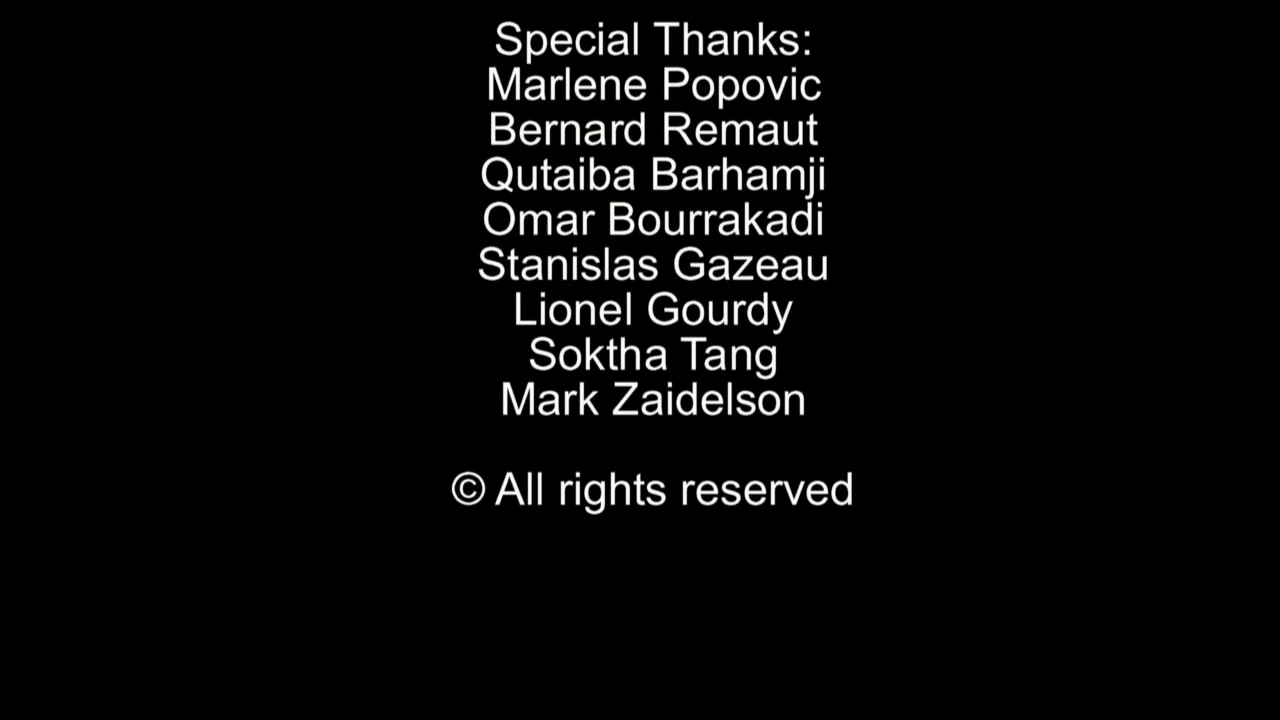 Special Thanks:
Marlene Popovic
Bernard Remaut
Qutaiba Barhamji
Omar Bourrakadi
Stanislas Gazeau
Lionel Gourdy
Soktha Tang
Mark Zaidelson
© All rights reserved